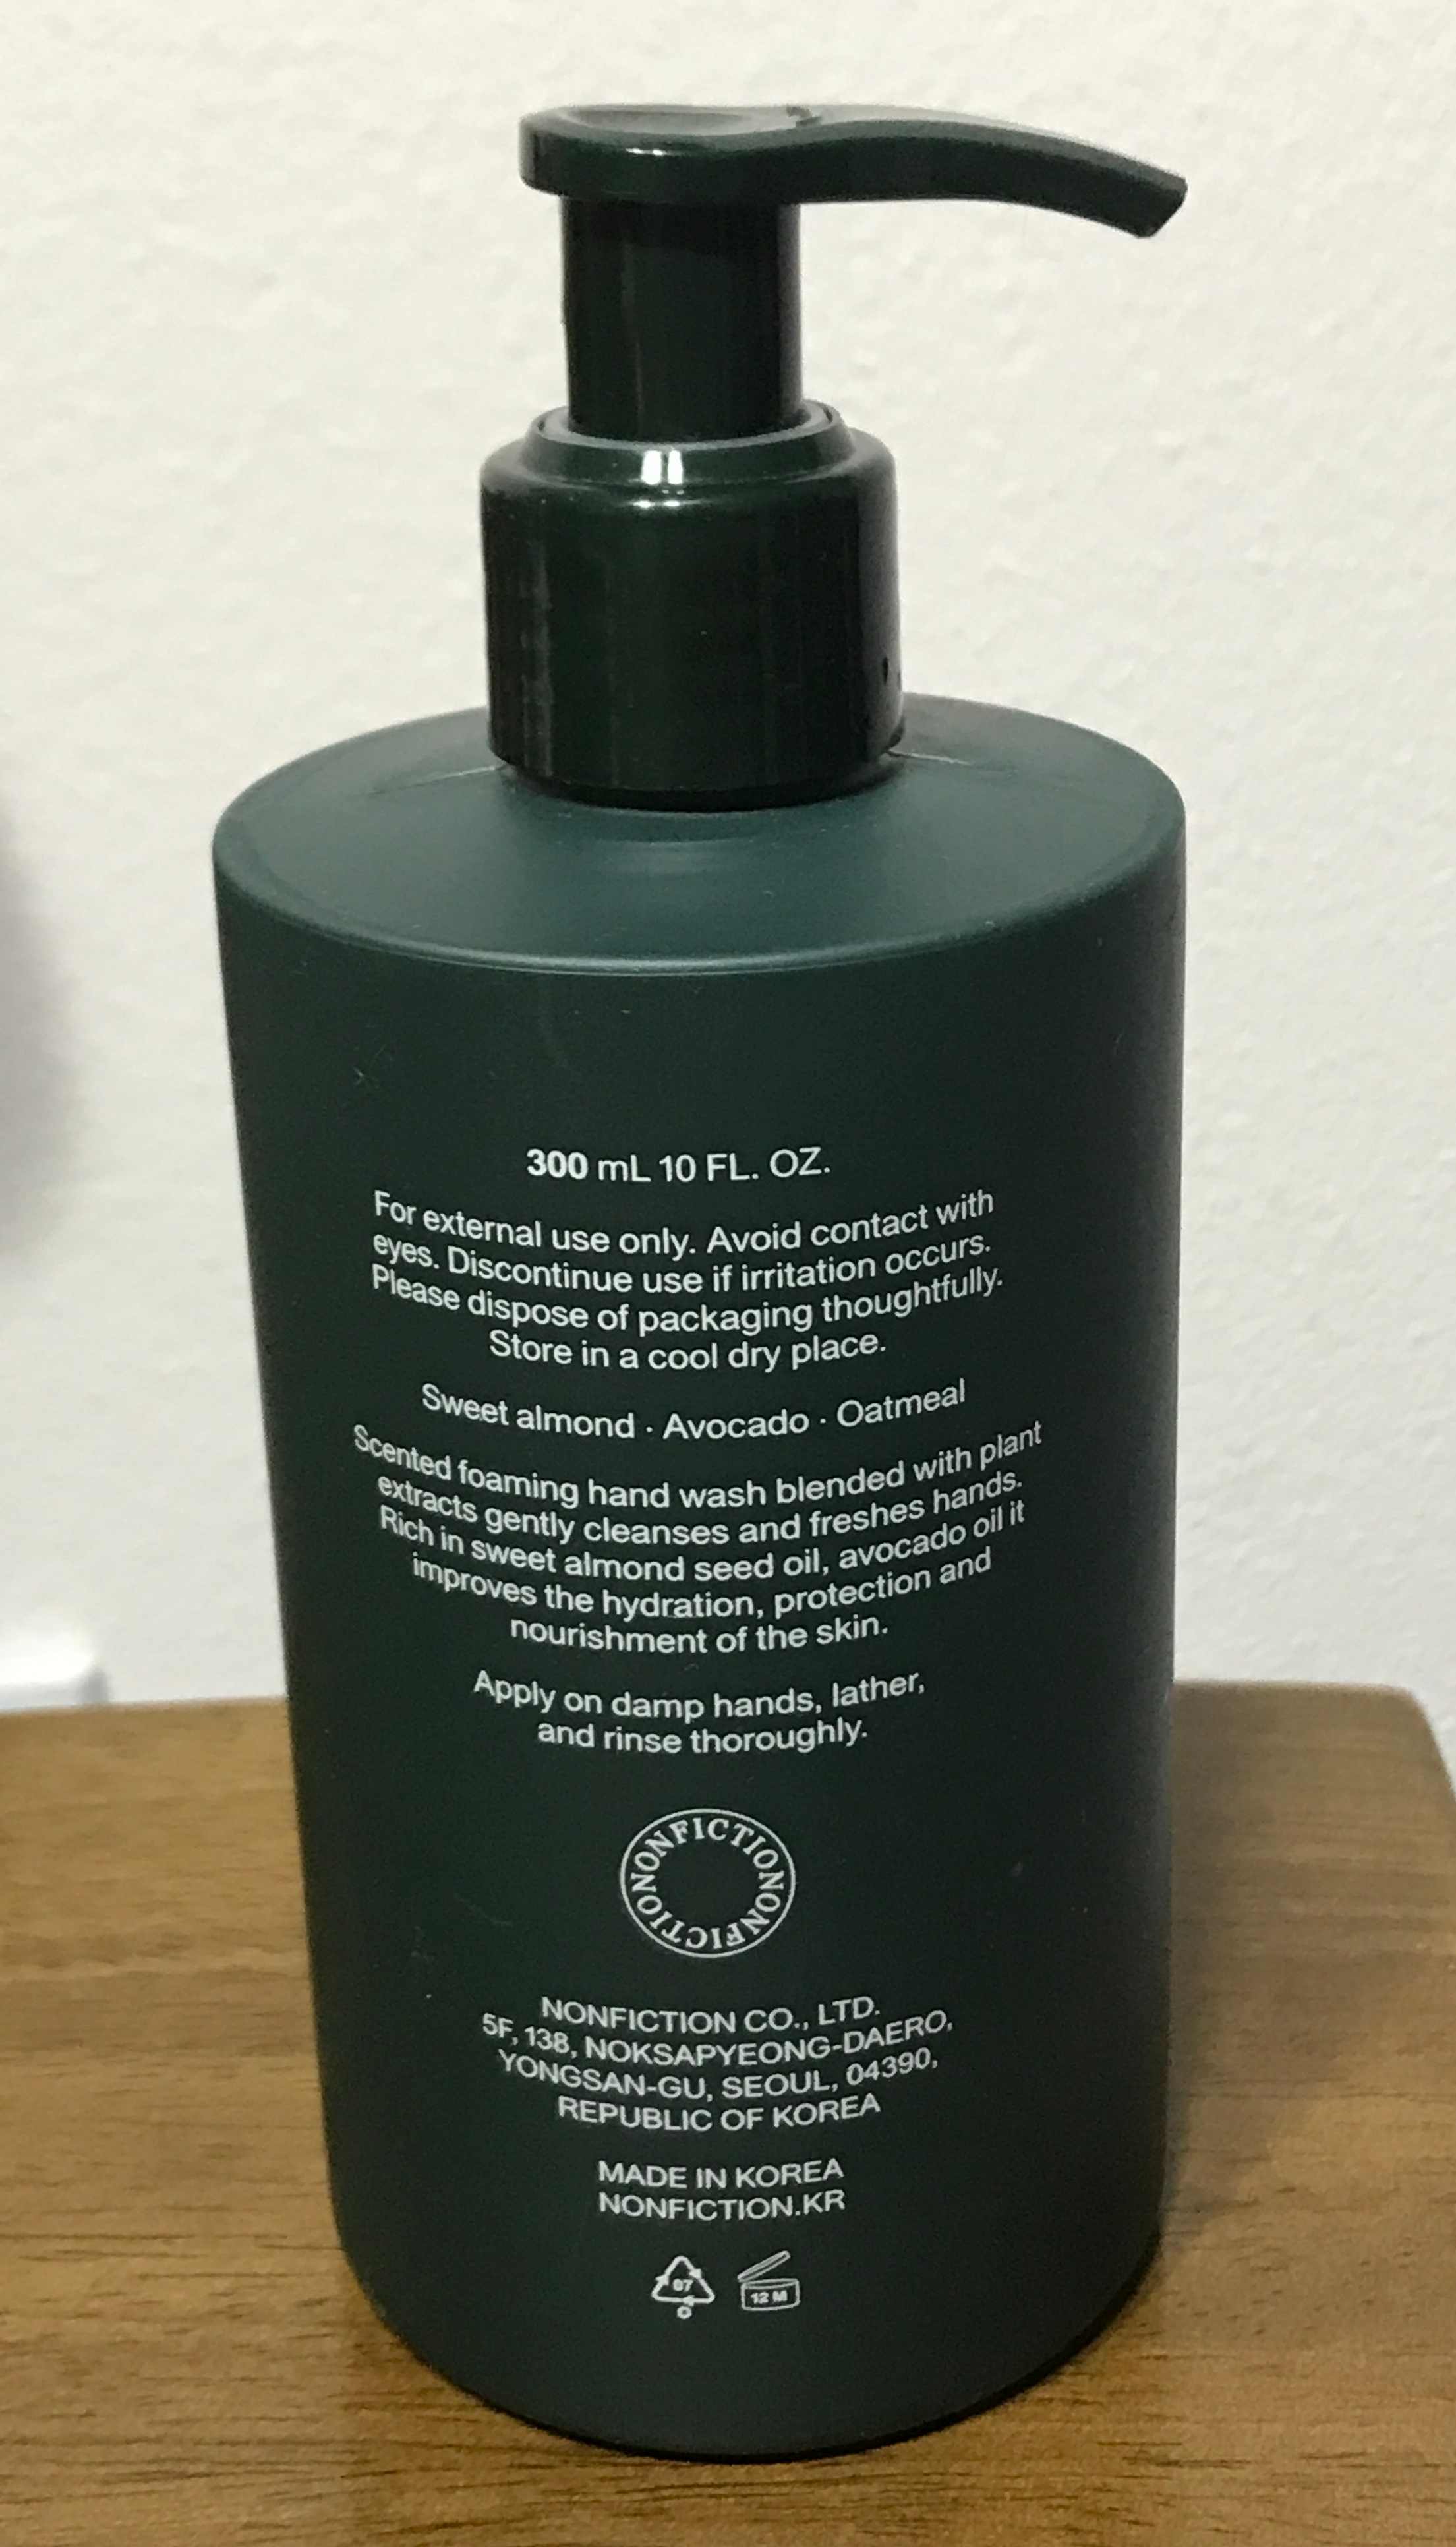 300 mL 10 FL. OZ.
For external use only. Avoid contact with
eyes. Discontinue use if irritation occurs.
Please dispose of packaging thoughtfully.
Store in a cool dry place.
Sweet almond · Avocado · Oatmeal
Scented foaming hand wash blended with plant
extracts gently cleanses and freshes hands.
Rich in sweet almond seed oil, avocado oil it
improves the hydration, protection and
nourishment of the skin.
Apply on damp hands, lather,
and rinse thoroughly.
NONFICTIONONFICTIONONFICTION
NONFICTION CO., LTD.
5F, 138, NOKSAPYEONG-DAERO,
YONGSAN-GU, SEOUL, 04390,
REPUBLIC OF KOREA
MADE IN KOREA
NONFICTION.KR
07 12 M
O